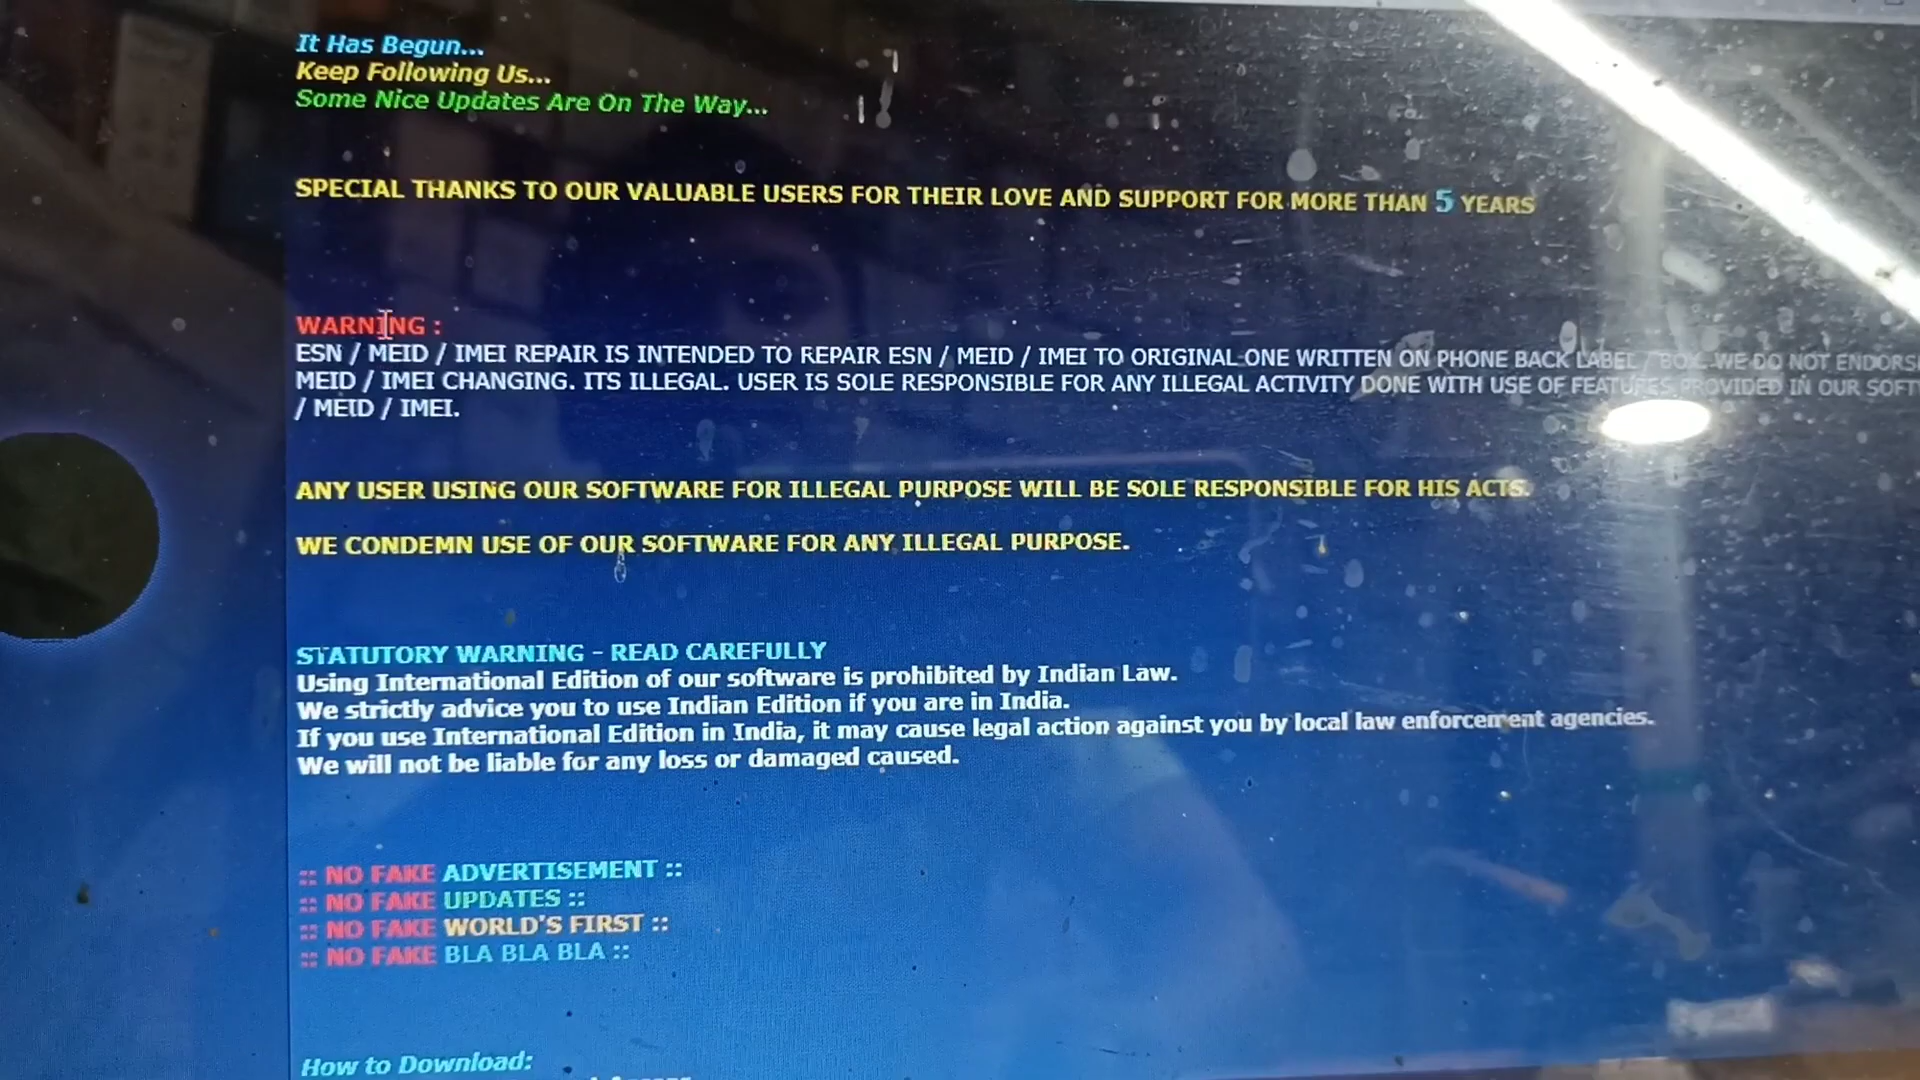 It Has Begun...
Keep Following Us...
Some Nice Updates Are On The Way...
SPECIAL THANKS TO OUR VALUABLE USERS FOR THEIR LOVE AND SUPPORT FOR MORE THAN 5 YEARS
WARNING :
ESN / MEID / IMEI REPAIR IS INTENDED TO REPAIR ESN / MEID / IMEI TO ORIGINAL ONE WRITTEN ON PHONE BACK LABEL / BOX. WE DO NOT
MEID / IMEI CHANGING. ITS ILLEGAL. USER IS SOLE RESPONSIBLE FOR ANY ILLEGAL ACTIVITY DONE WITH USE OF FEATURES PROVIDED IN OUR
/ MEID / IMEI.
ANY USER USING OUR SOFTWARE FOR ILLEGAL PURPOSE WILL BE SOLE RESPONSIBLE FOR HIS ACTS.
WE CONDEMN USE OF OUR SOFTWARE FOR ANY ILLEGAL PURPOSE.
STATUTORY WARNING - READ CAREFULLY
Using International Edition of our software is prohibited by Indian Law.
We strictly advice you to use Indian Edition if you are in India.
If you use International Edition in India, it may cause legal action against you by local law enforcement agencies.
We will not be liable for any loss or damaged caused.
:: NO FAKE ADVERTISEMENT ::
:: NO FAKE UPDATES ::
:: NO FAKE WORLD'S FIRST ::
:: NO FAKE BLA BLA BLA ::
How to Download: